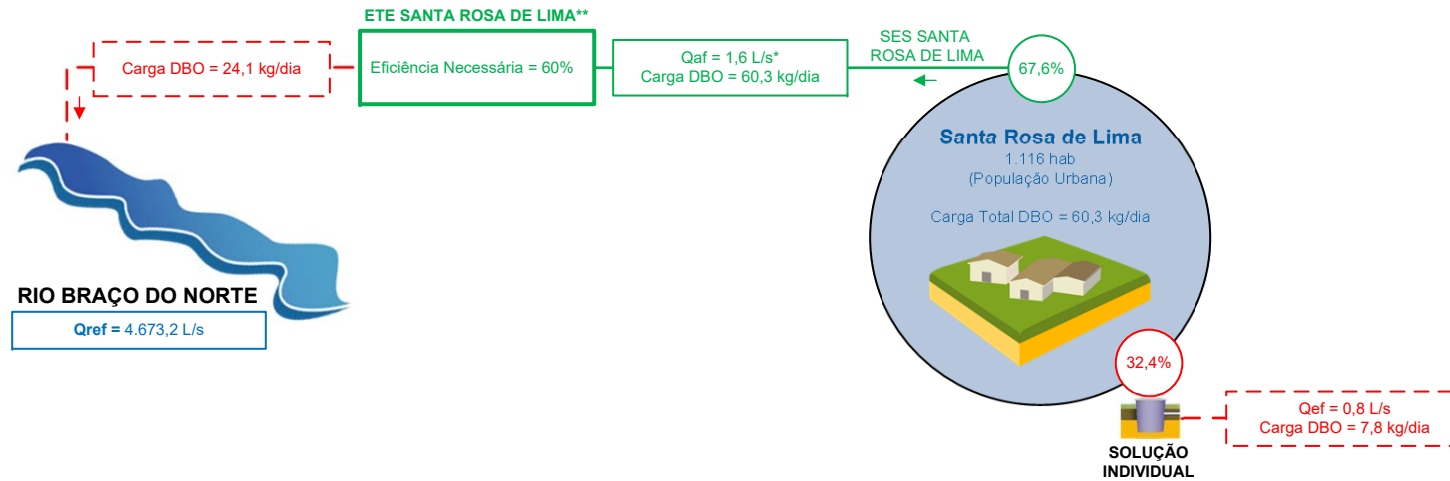 ETE SANTA ROSA DE LIMA**
Carga DBO = 24,1 kg/dia
Eficiência Necessária = 60%
Qaf = 1,6 L/s*
Carga DBO = 60,3 kg/dia
SES SANTA
ROSA DE LIMA
67,6%
Santa Rosa de Lima
1.116 hab
(População Urbana)
Carga Total DBO = 60,3 kg/dia
RIO BRAÇO DO NORTE
Qref = 4.673,2 L/s
32,4%
Qef = 0,8 L/s
Carga DBO = 7,8 kg/dia
SOLUÇÃO
INDIVIDUAL